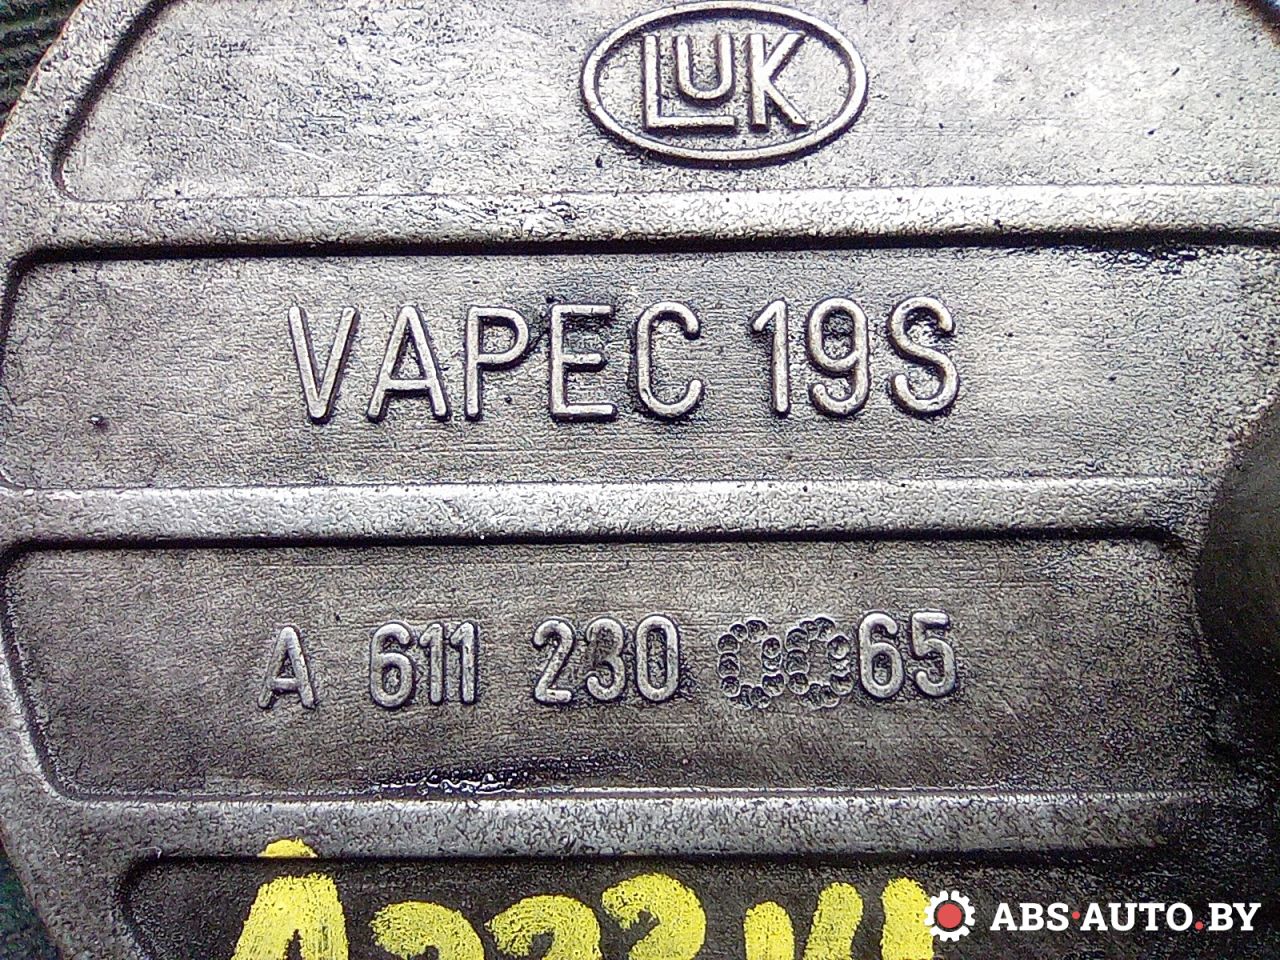 LUK
VAPEC 19S
A 611 230 65
ABS·AUTO.BY